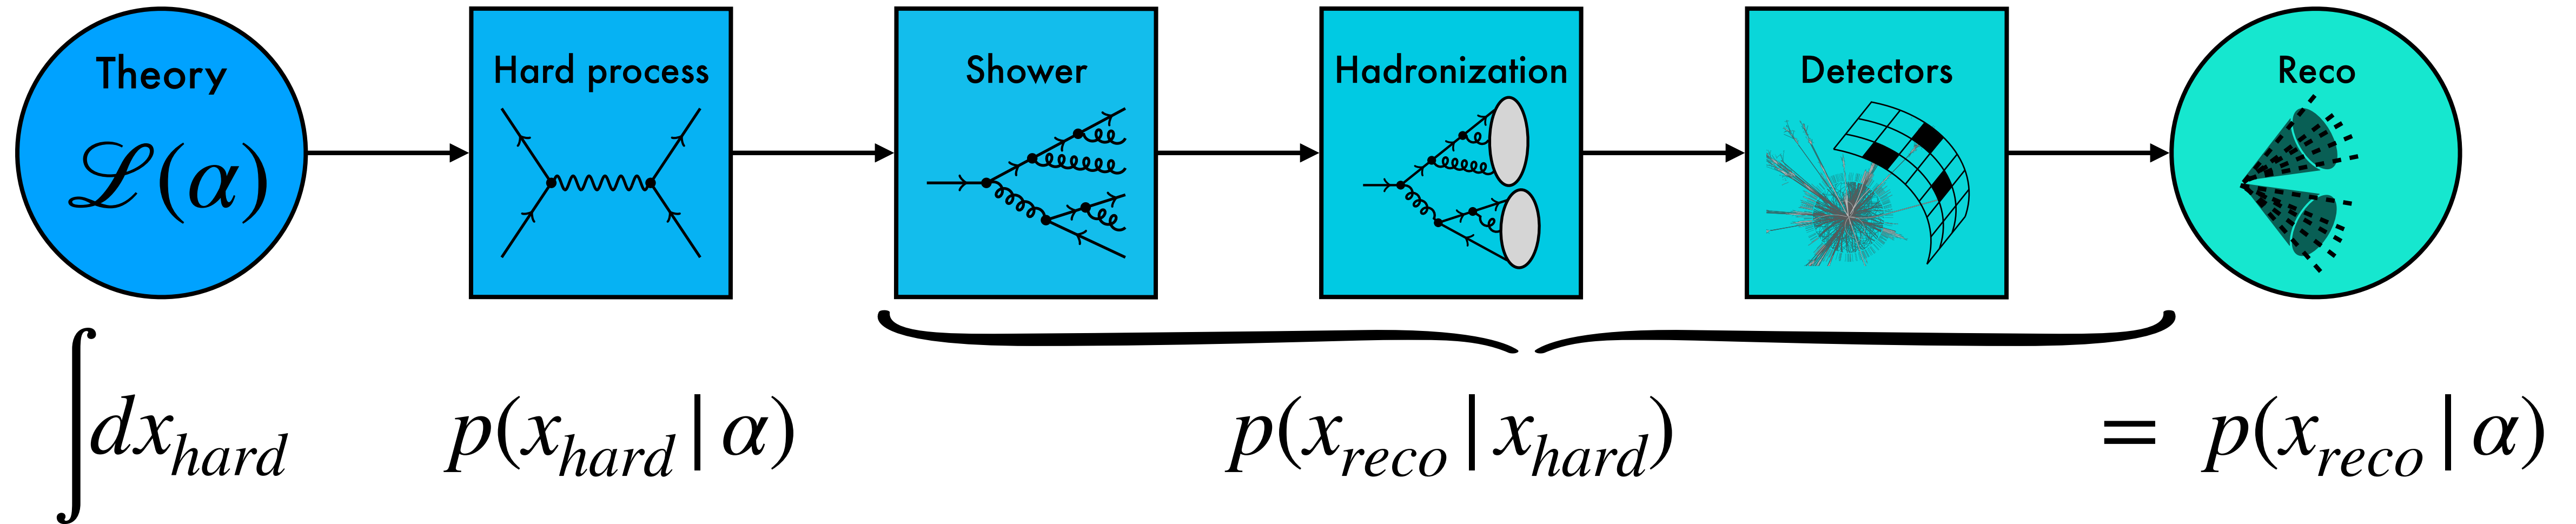 Theory
ℒ(α)
Hard process
Shower
Hadronization
Detectors
Reco
∫dx_hard p(x_hard | α) p(x_reco | x_hard) = p(x_reco | α)